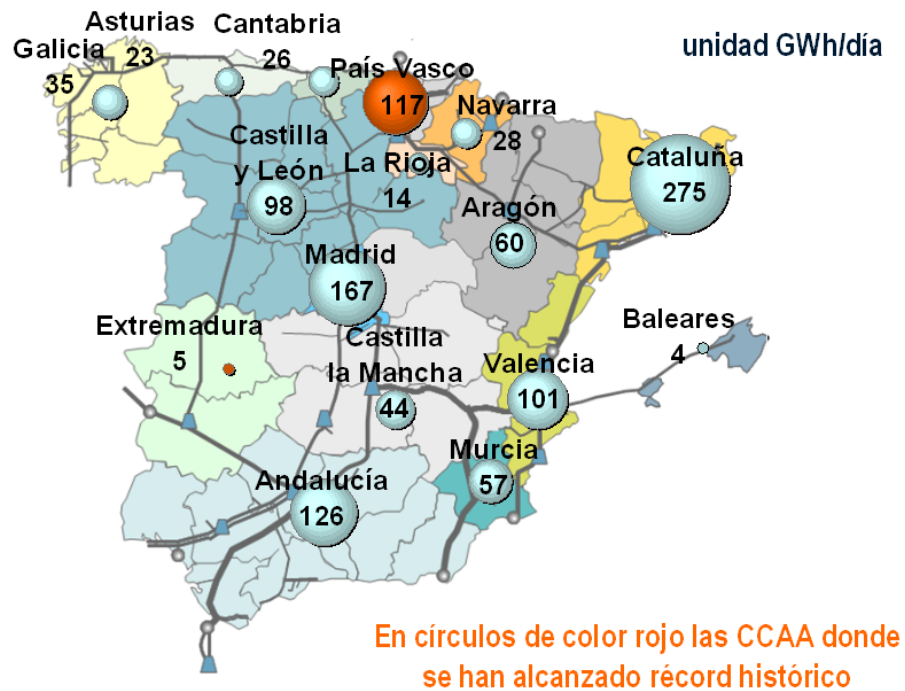 Asturias
23
Cantabria
26
Galicia
35
unidad GWh/día
País Vasco
117
Navarra
28
Castilla
y León
98
La Rioja
14
Cataluña
275
Aragón
60
Madrid
167
Extremadura
5
Castilla
la Mancha
44
Baleares
4
Valencia
101
Murcia
57
Andalucía
126
En círculos de color rojo las CCAA donde
se han alcanzado récord histórico